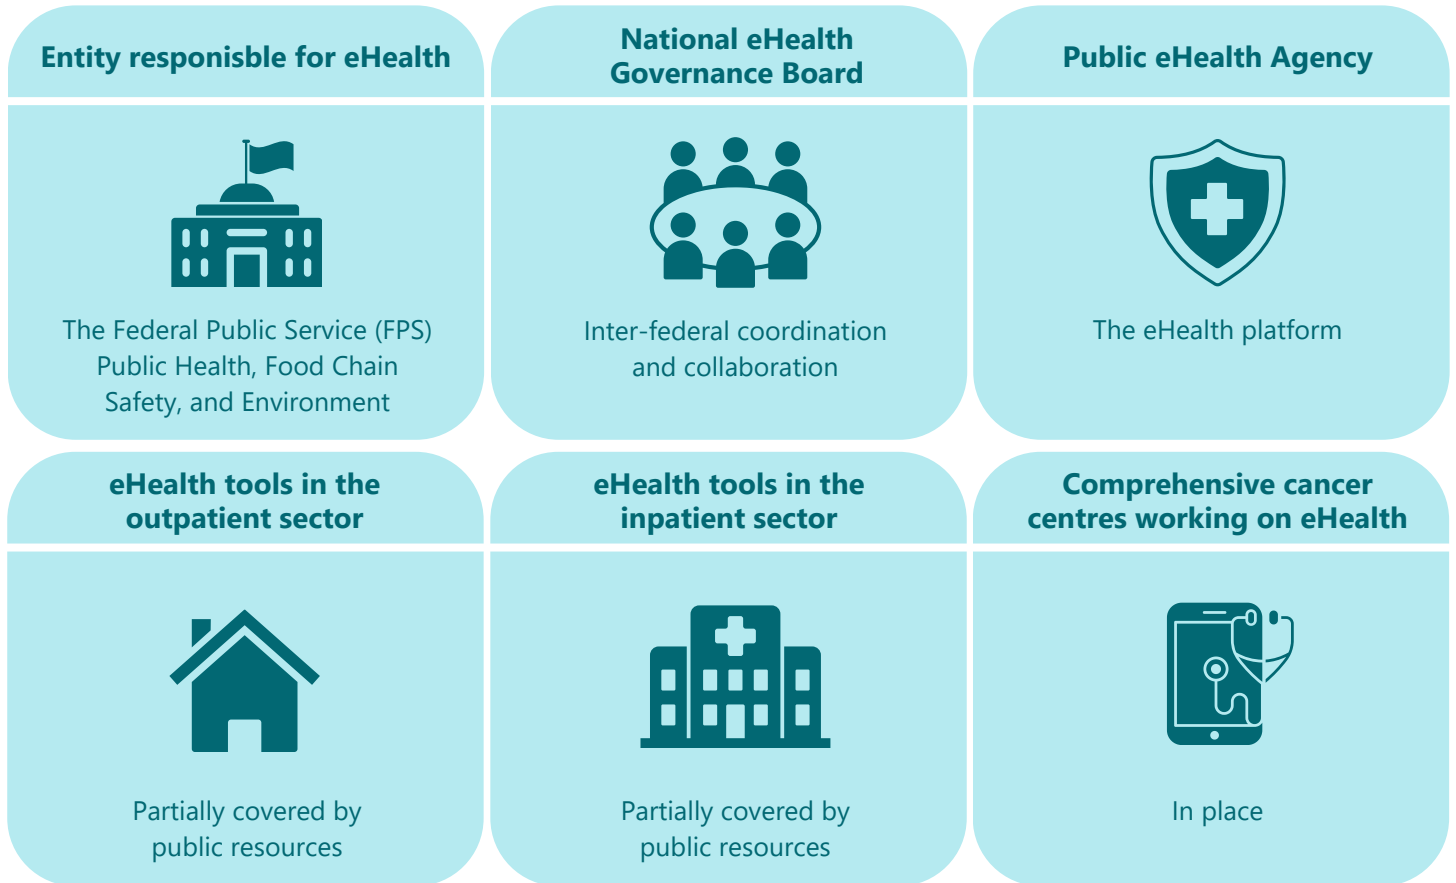 Entity responisble for eHealth
The Federal Public Service (FPS)
Public Health, Food Chain
Safety, and Environment
National eHealth
Governance Board
Inter-federal coordination
and collaboration
Public eHealth Agency
The eHealth platform
eHealth tools in the
outpatient sector
Partially covered by
public resources
eHealth tools in the
inpatient sector
Partially covered by
public resources
Comprehensive cancer
centres working on eHealth
In place